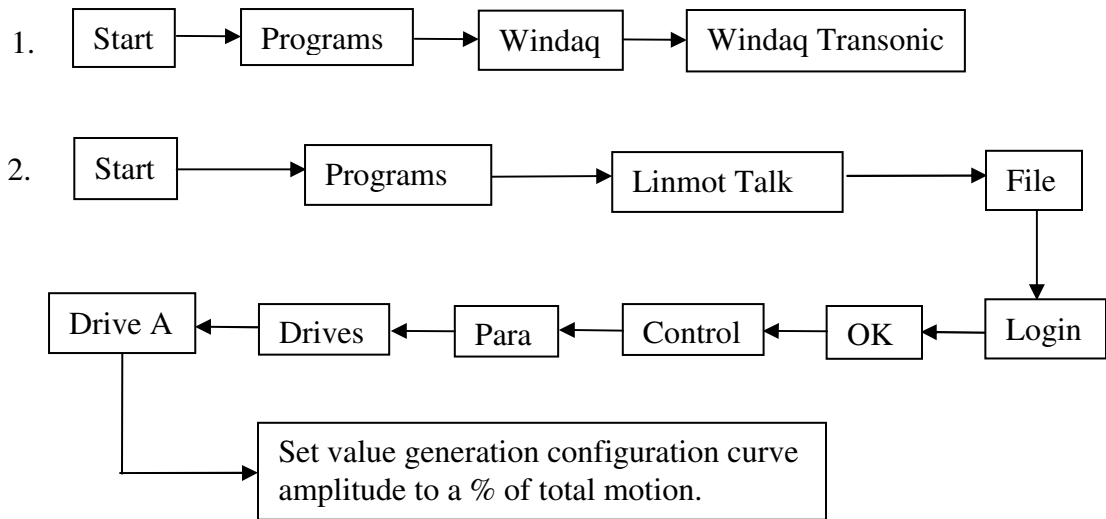 1. Start Programs Windaq Windaq Transonic
2. Start Programs Linmot Talk File
Drive A Drives Para Control OK Login
Set value generation configuration curve
amplitude to a % of total motion.